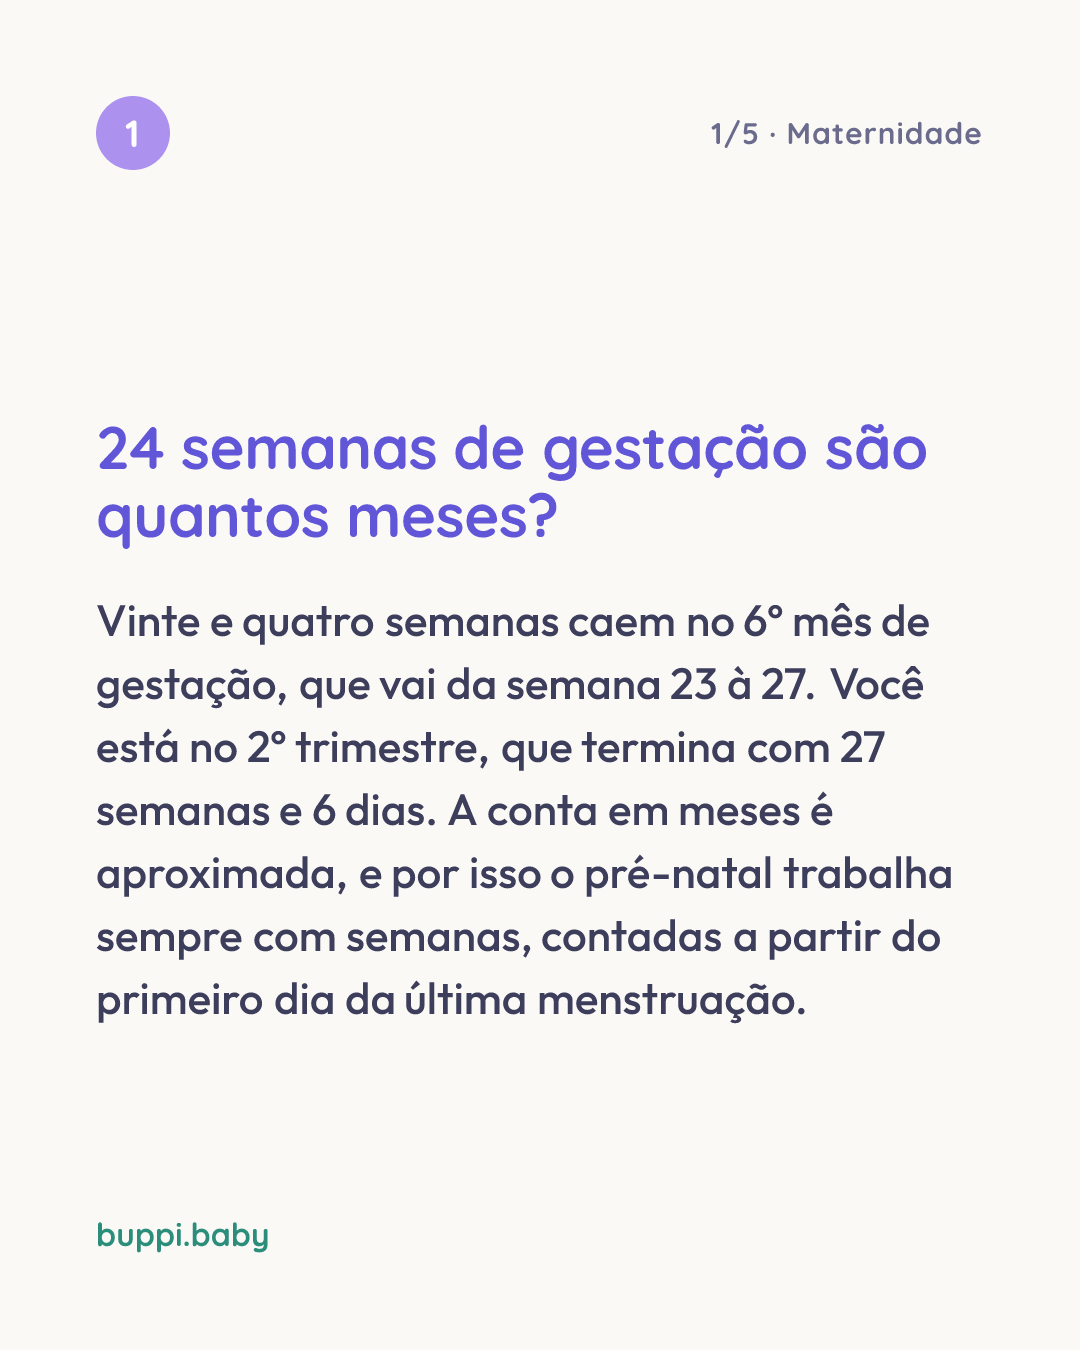 1
1/5 · Maternidade
24 semanas de gestação são
quantos meses?
Vinte e quatro semanas caem no 6º mês de
gestação, que vai da semana 23 à 27. Você
está no 2º trimestre, que termina com 27
semanas e 6 dias. A conta em meses é
aproximada, e por isso o pré-natal trabalha
sempre com semanas, contadas a partir do
primeiro dia da última menstruação.
buppi.baby